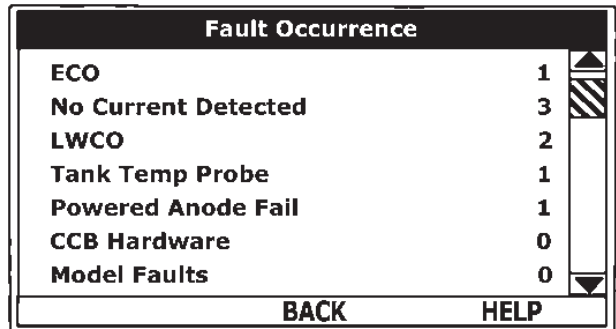 Fault Occurrence
ECO 1
No Current Detected 3
LWCO 2
Tank Temp Probe 1
Powered Anode Fail 1
CCB Hardware 0
Model Faults 0
BACK HELP